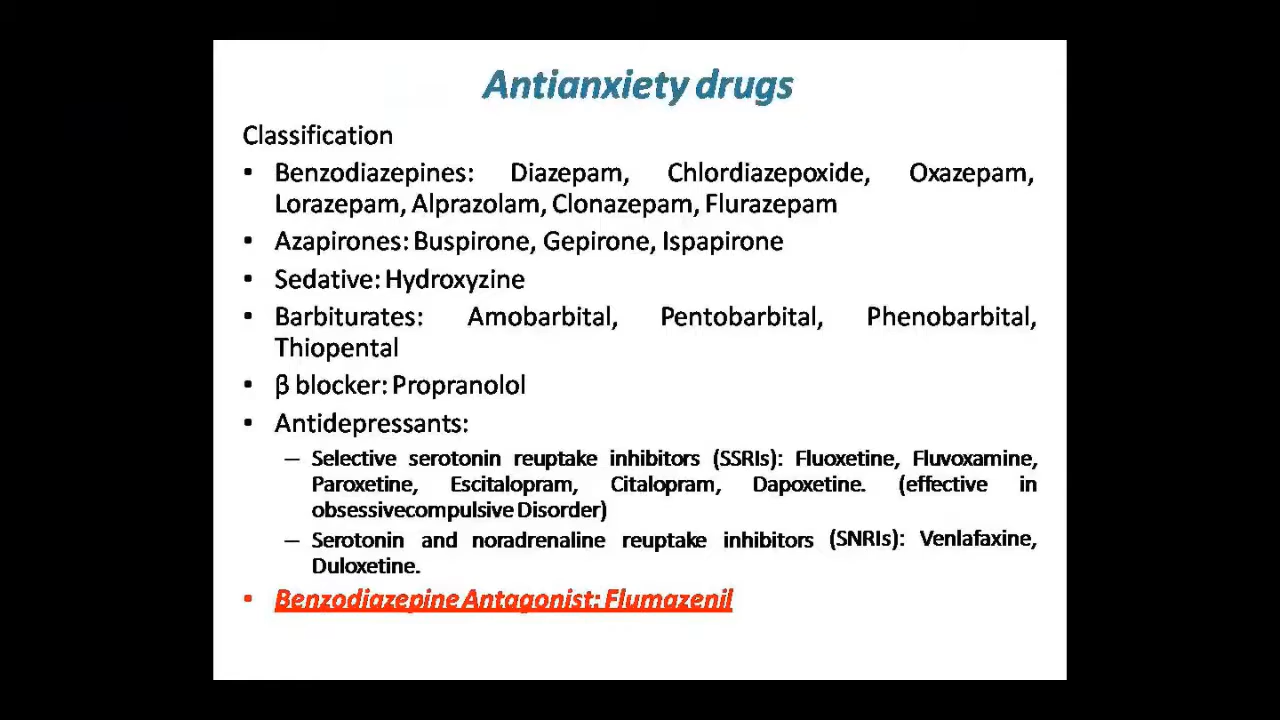 Antianxiety drugs
Classification
• Benzodiazepines: Diazepam, Chlordiazepoxide, Oxazepam,
Lorazepam, Alprazolam, Clonazepam, Flurazepam
• Azapirones: Buspirone, Gepirone, Ispapirone
• Sedative: Hydroxyzine
• Barbiturates: Amobarbital, Pentobarbital, Phenobarbital,
Thiopental
• β blocker: Propranolol
• Antidepressants:
– Selective serotonin reuptake inhibitors (SSRIs): Fluoxetine, Fluvoxamine,
Paroxetine, Escitalopram, Citalopram, Dapoxetine. (effective in
obsessivecompulsive Disorder)
– Serotonin and noradrenaline reuptake inhibitors (SNRIs): Venlafaxine,
Duloxetine.
• Benzodiazepine Antagonist: Flumazenil